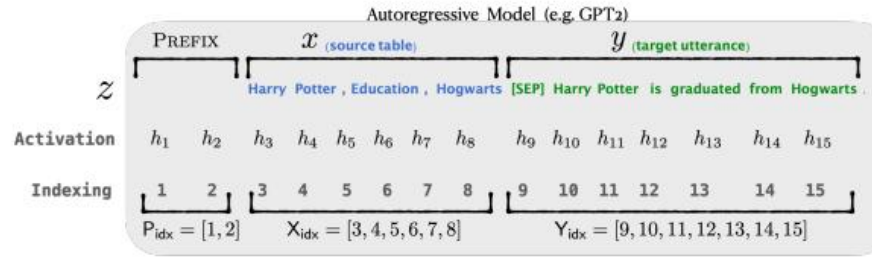 Autoregressive Model (e.g. GPT2)
PREFIX x (source table) y (target utterance)
z Harry Potter , Education , Hogwarts [SEP] Harry Potter is graduated from Hogwarts .
Activation h₁ h₂ h₃ h₄ h₅ h₆ h₇ h₈ h₉ h₁₀ h₁₁ h₁₂ h₁₃ h₁₄ h₁₅
Indexing 1 2 3 4 5 6 7 8 9 10 11 12 13 14 15
P_idx = [1, 2] X_idx = [3, 4, 5, 6, 7, 8] Y_idx = [9, 10, 11, 12, 13, 14, 15]